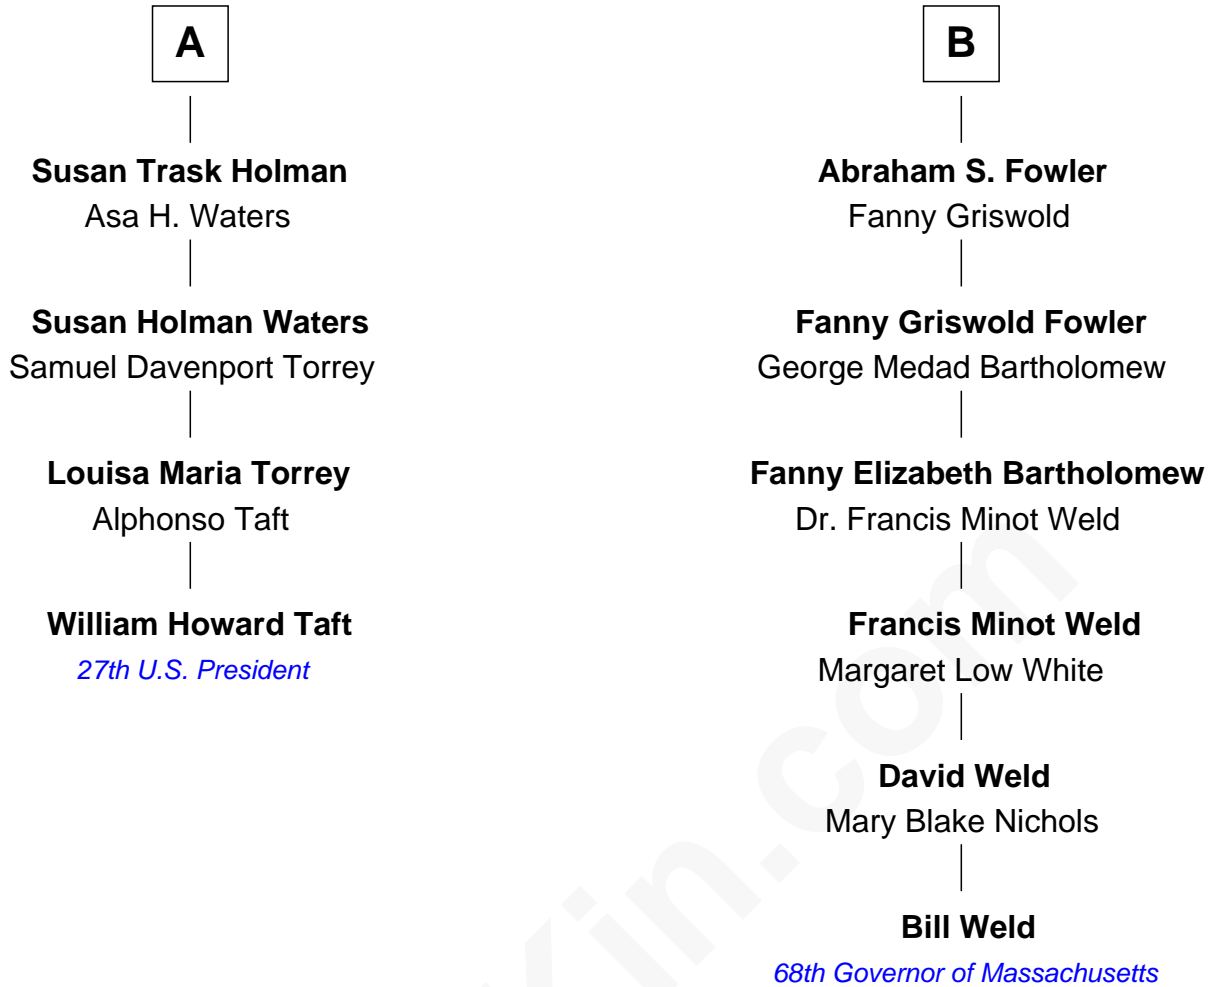 A
Susan Trask Holman
Asa H. Waters
Susan Holman Waters
Samuel Davenport Torrey
Louisa Maria Torrey
Alphonso Taft
William Howard Taft
27th U.S. President
B
Abraham S. Fowler
Fanny Griswold
Fanny Griswold Fowler
George Medad Bartholomew
Fanny Elizabeth Bartholomew
Dr. Francis Minot Weld
Francis Minot Weld
Margaret Low White
David Weld
Mary Blake Nichols
Bill Weld
68th Governor of Massachusetts